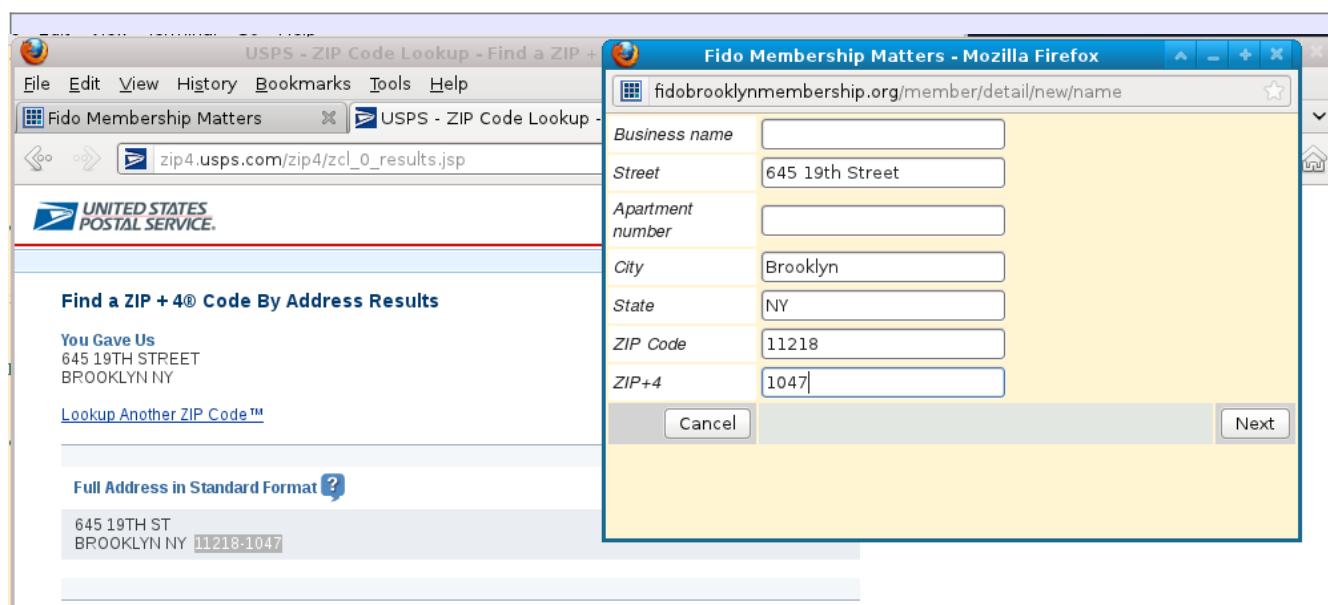 USPS - ZIP Code Lookup - Find a ZIP +
File Edit View History Bookmarks Tools Help
Fido Membership Matters
USPS - ZIP Code Lookup -
zip4.usps.com/zip4/zcl_0_results.jsp
UNITED STATES
POSTAL SERVICE.
Find a ZIP + 4® Code By Address Results
You Gave Us
645 19TH STREET
BROOKLYN NY
Lookup Another ZIP Code™
Full Address in Standard Format ?
645 19TH ST
BROOKLYN NY 11218-1047
Fido Membership Matters - Mozilla Firefox
fidobrooklynmembership.org/member/detail/new/name
Business name
Street 645 19th Street
Apartment
number
City Brooklyn
State NY
ZIP Code 11218
ZIP+4 1047
Cancel Next